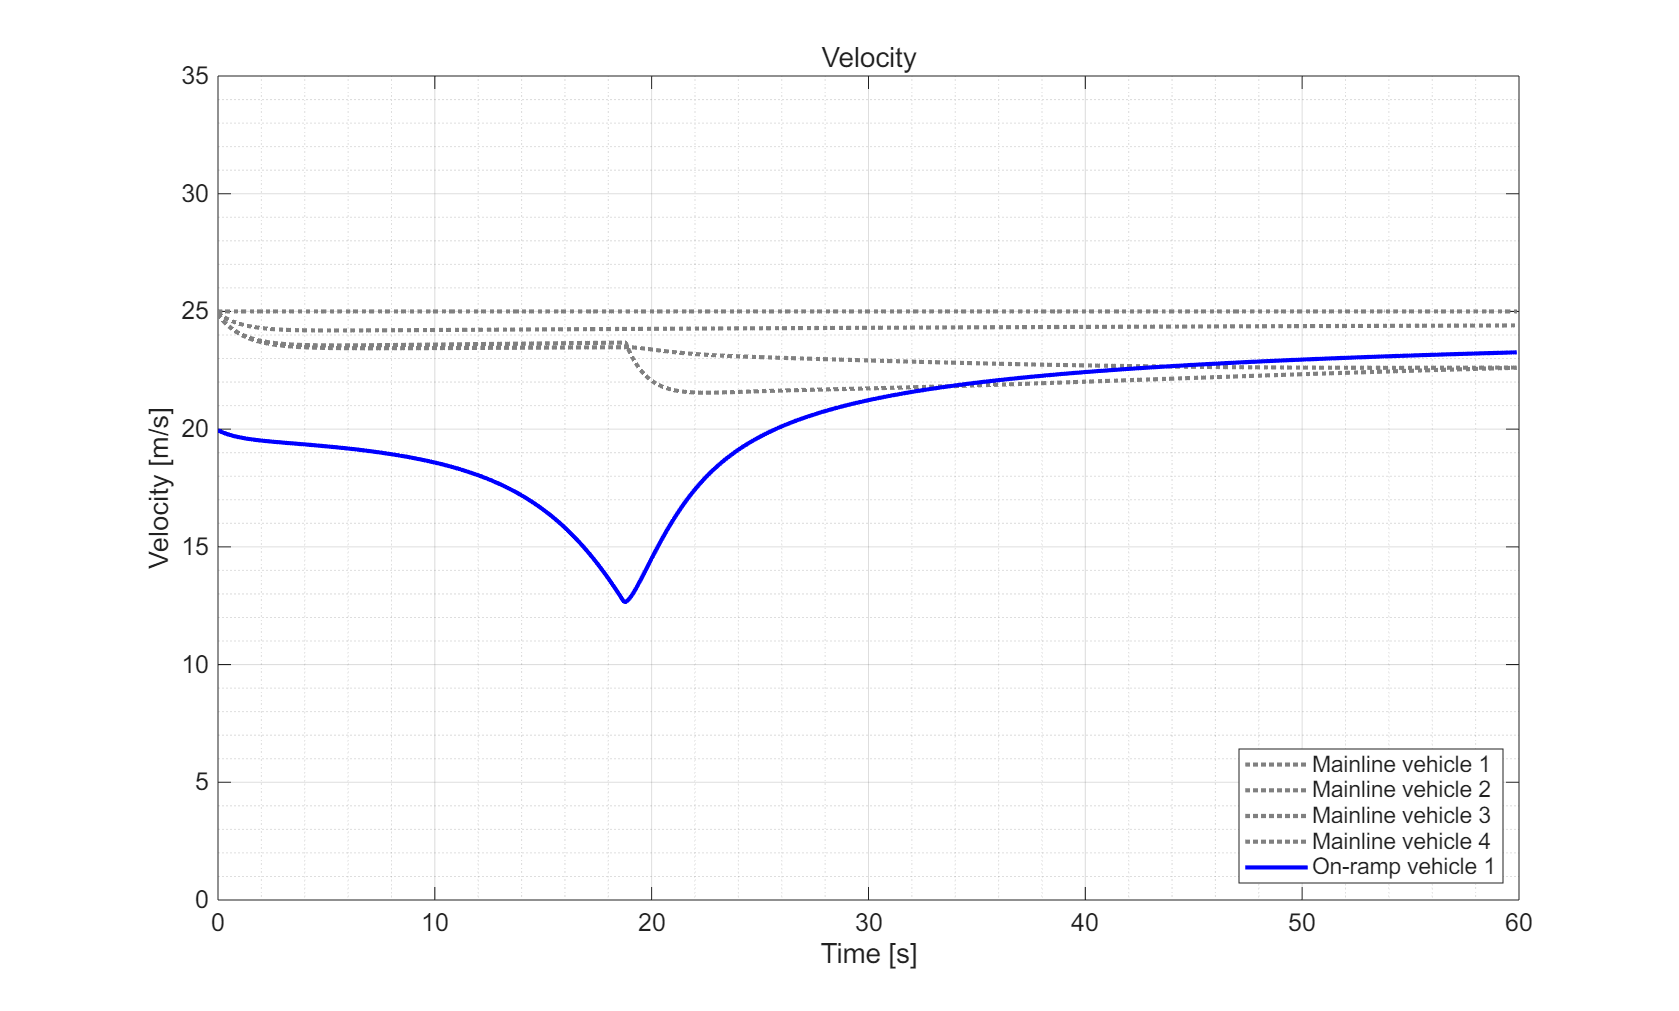 Velocity
35
30
25
20
15
10
5
0
Velocity [m/s]
0 10 20 30 40 50 60
Time [s]
Mainline vehicle 1
Mainline vehicle 2
Mainline vehicle 3
Mainline vehicle 4
On-ramp vehicle 1